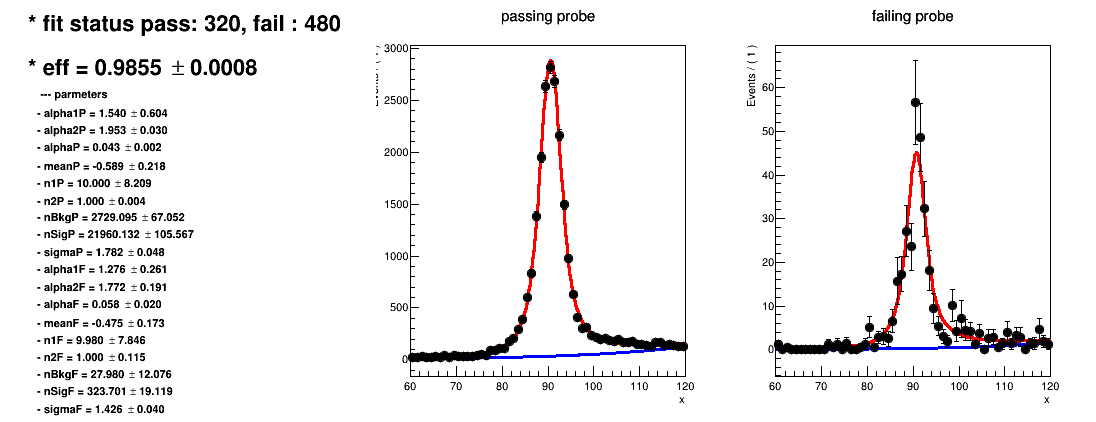 * fit status pass: 320, fail : 480
* eff = 0.9855 ± 0.0008
--- parmeters
- alpha1P = 1.540 ± 0.604
- alpha2P = 1.953 ± 0.030
- alphaP = 0.043 ± 0.002
- meanP = -0.589 ± 0.218
- n1P = 10.000 ± 8.209
- n2P = 1.000 ± 0.004
- nBkgP = 2729.095 ± 67.052
- nSigP = 21960.132 ± 105.567
- sigmaP = 1.782 ± 0.048
- alpha1F = 1.276 ± 0.261
- alpha2F = 1.772 ± 0.191
- alphaF = 0.058 ± 0.020
- meanF = -0.475 ± 0.173
- n1F = 9.980 ± 7.846
- n2F = 1.000 ± 0.115
- nBkgF = 27.980 ± 12.076
- nSigF = 323.701 ± 19.119
- sigmaF = 1.426 ± 0.040
passing probe
3000
2500
2000
1500
1000
500
0
60 70 80 90 100 110 120
x
failing probe
Events / ( 1 )
60
50
40
30
20
10
0
60 70 80 90 100 110 120
x